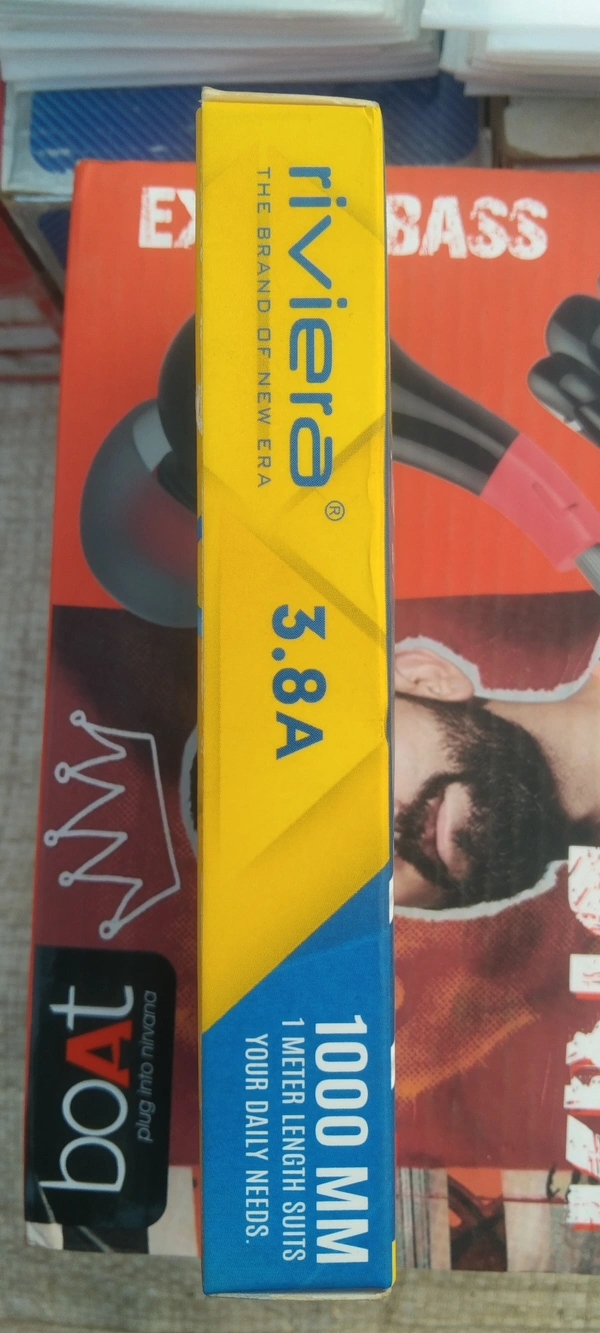 riviera®
THE BRAND OF NEW ERA
3.8A
1000 MM
1 METER LENGTH SUITS
YOUR DAILY NEEDS.
BASS
boAt
plug into nirvana